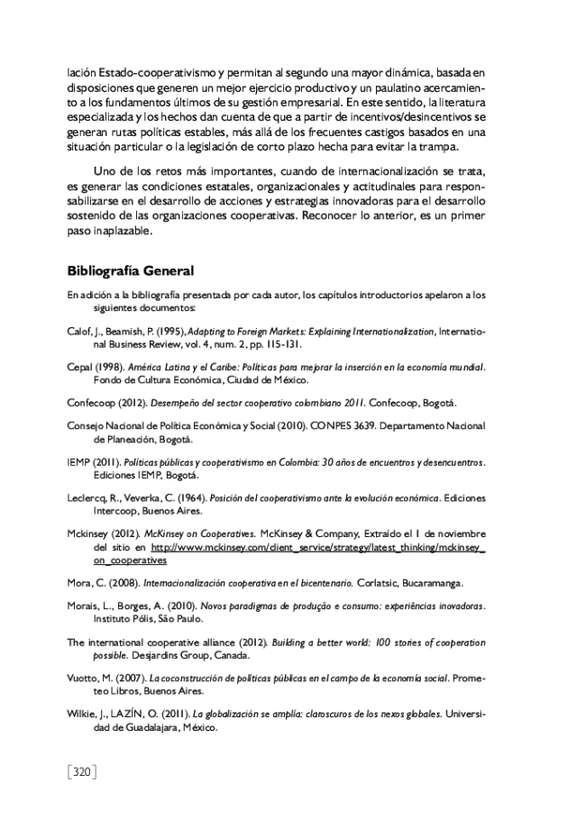 lación Estado-cooperativismo y permitan al segundo una mayor dinámica, basada en
disposiciones que generen un mejor ejercicio productivo y un paulatino acercamien-
to a los fundamentos últimos de su gestión empresarial. En este sentido, la literatura
especializada y los hechos dan cuenta de que a partir de incentivos/desincentivos se
generan rutas políticas estables, más allá de los frecuentes castigos basados en una
situación particular o la legislación de corto plazo hecha para evitar la trampa.
Uno de los retos más importantes, cuando de internacionalización se trata,
es generar las condiciones estatales, organizacionales y actitudinales para respon-
sabilizarse en el desarrollo de acciones y estrategias innovadoras para el desarrollo
sostenido de las organizaciones cooperativas. Reconocer lo anterior, es un primer
paso inaplazable.
Bibliografía General
En adición a la bibliografía presentada por cada autor, los capítulos introductorios apelaron a los
siguientes documentos:
Calof, J., Beamish, P. (1995), Adapting to Foreign Markets: Explaining Internationalization, Internatio-
nal Business Review, vol. 4, num. 2, pp. 115-131.
Cepal (1998). América Latina y el Caribe: Políticas para mejorar la inserción en la economía mundial.
Fondo de Cultura Económica, Ciudad de México.
Confecoop (2012). Desempeño del sector cooperativo colombiano 2011. Confecoop, Bogotá.
Consejo Nacional de Política Económica y Social (2010). CONPES 3639. Departamento Nacional
de Planeación, Bogotá.
IEMP (2011). Políticas públicas y cooperativismo en Colombia: 30 años de encuentros y desencuentros.
Ediciones IEMP, Bogotá.
Leclercq, R., Veverka, C. (1964). Posición del cooperativismo ante la evolución económica. Ediciones
Intercoop, Buenos Aires.
Mckinsey (2012). McKinsey on Cooperatives. McKinsey & Company, Extraído el 1 de noviembre
del sitio en http://www.mckinsey.com/client_service/strategy/latest_thinking/mckinsey_
on_cooperatives
Mora, C. (2008). Internacionalización cooperativa en el bicentenario. Corlatsic, Bucaramanga.
Morais, L., Borges, A. (2010). Novos paradigmas de produção e consumo: experiências inovadoras.
Instituto Pólis, São Paulo.
The international cooperative alliance (2012). Building a better world: 100 stories of cooperation
possible. Desjardins Group, Canada.
Vuotto, M. (2007). La coconstrucción de políticas públicas en el campo de la economía social. Prome-
teo Libros, Buenos Aires.
Wilkie, J., LAZÍN, O. (2011). La globalización se amplía: claroscuros de los nexos globales. Universi-
dad de Guadalajara, México.
[320]